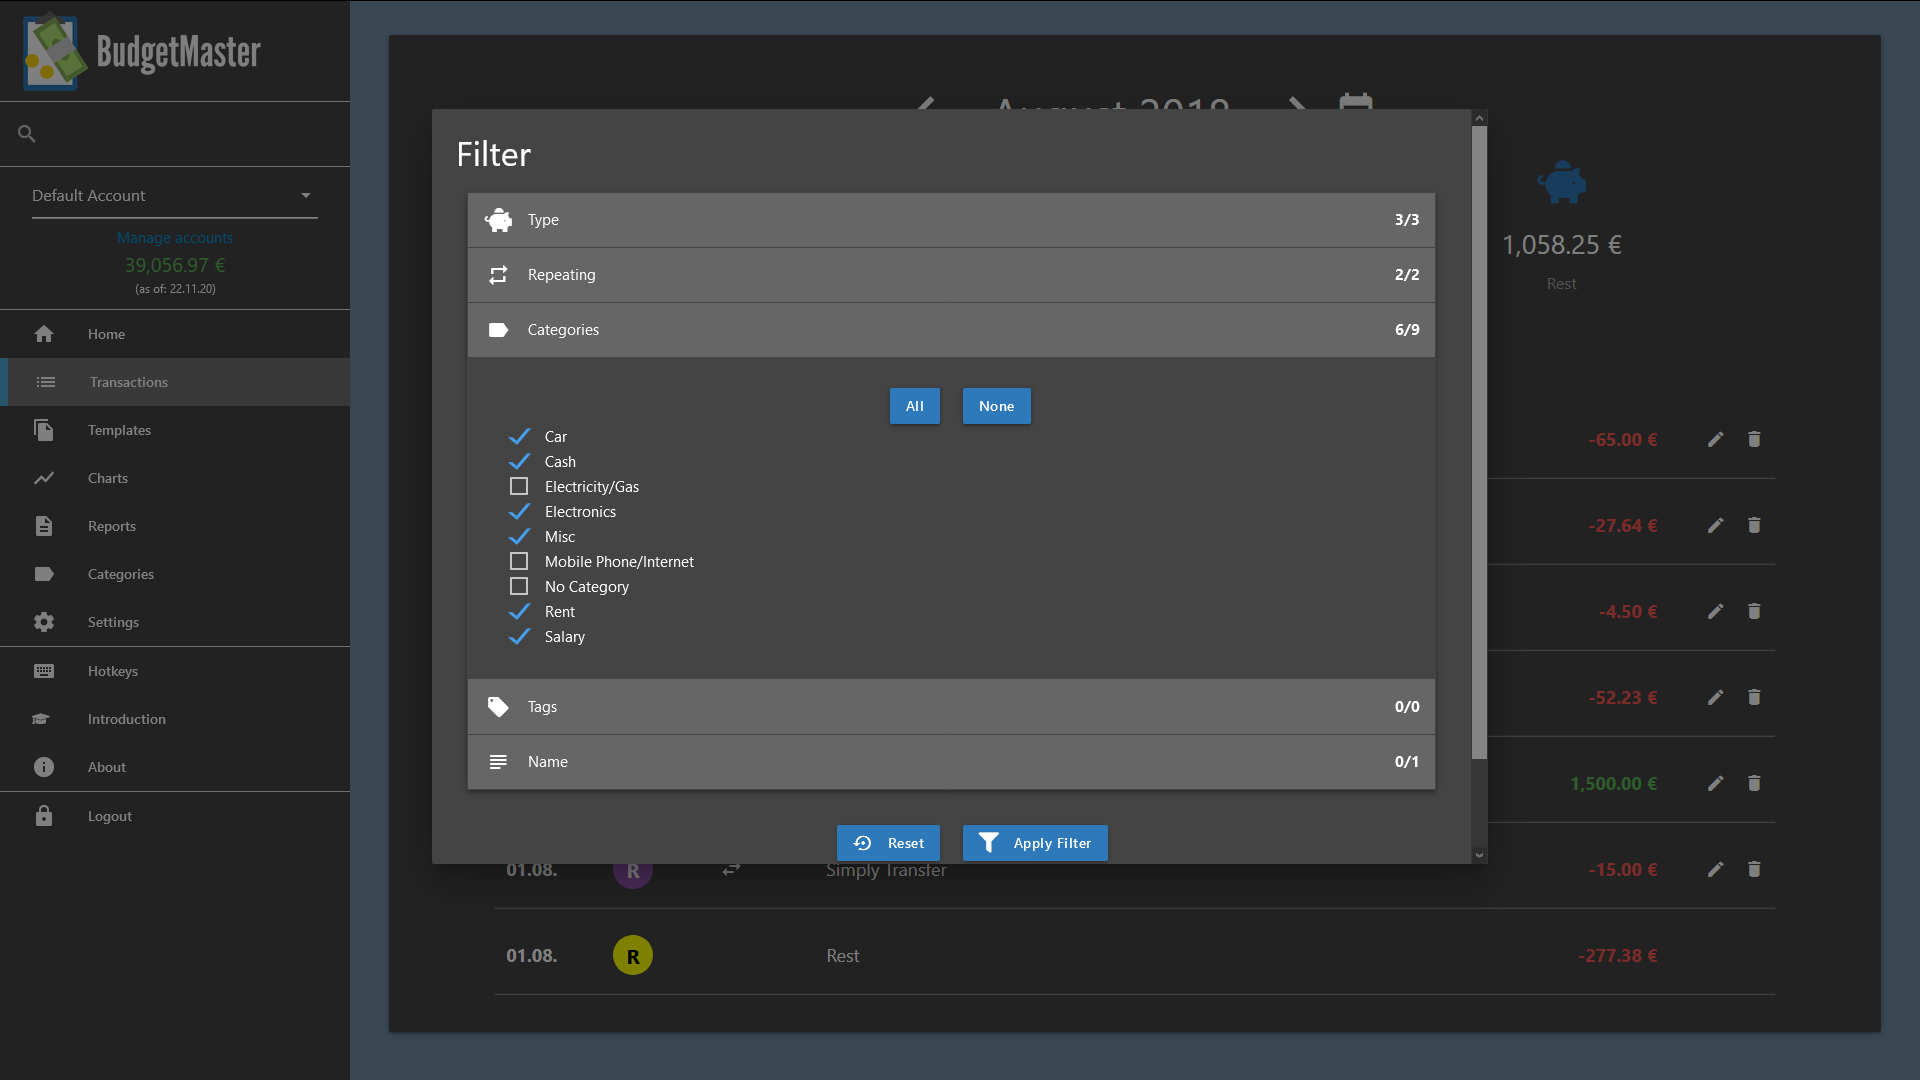 BudgetMaster
Default Account
Manage accounts
39,056.97 €
(as of: 22.11.20)
Home
Transactions
Templates
Charts
Reports
Categories
Settings
Hotkeys
Introduction
About
Logout
August 2018
1,058.25 €
Rest
Filter
Type 3/3
Repeating 2/2
Categories 6/9
All None
Car
Cash
Electricity/Gas
Electronics
Misc
Mobile Phone/Internet
No Category
Rent
Salary
Tags 0/0
Name 0/1
Reset Apply Filter
-65.00 €
-27.64 €
-4.50 €
-52.23 €
1,500.00 €
01.08. R Simply Transfer -15.00 €
01.08. R Rest -277.38 €